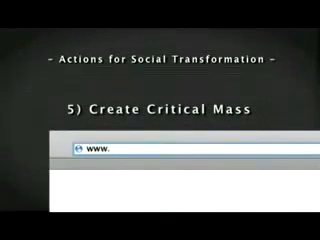 - Actions for Social Transformation -
5) Create Critical Mass
www.